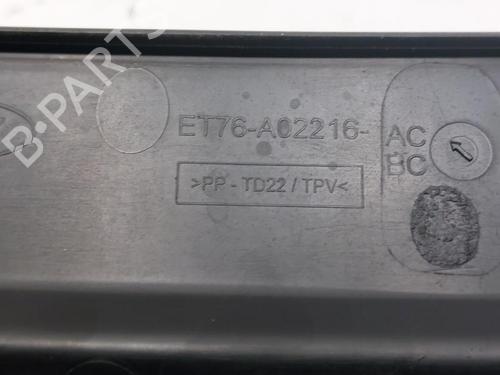 B-PARTS
ET76-A02216-
AC
BC
>PP - TD22 / TPV<